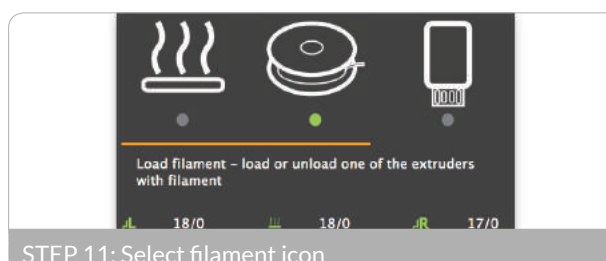 Load filament – load or unload one of the extruders
with filament
L 18/0 18/0 R 17/0
STEP 11: Select filament icon